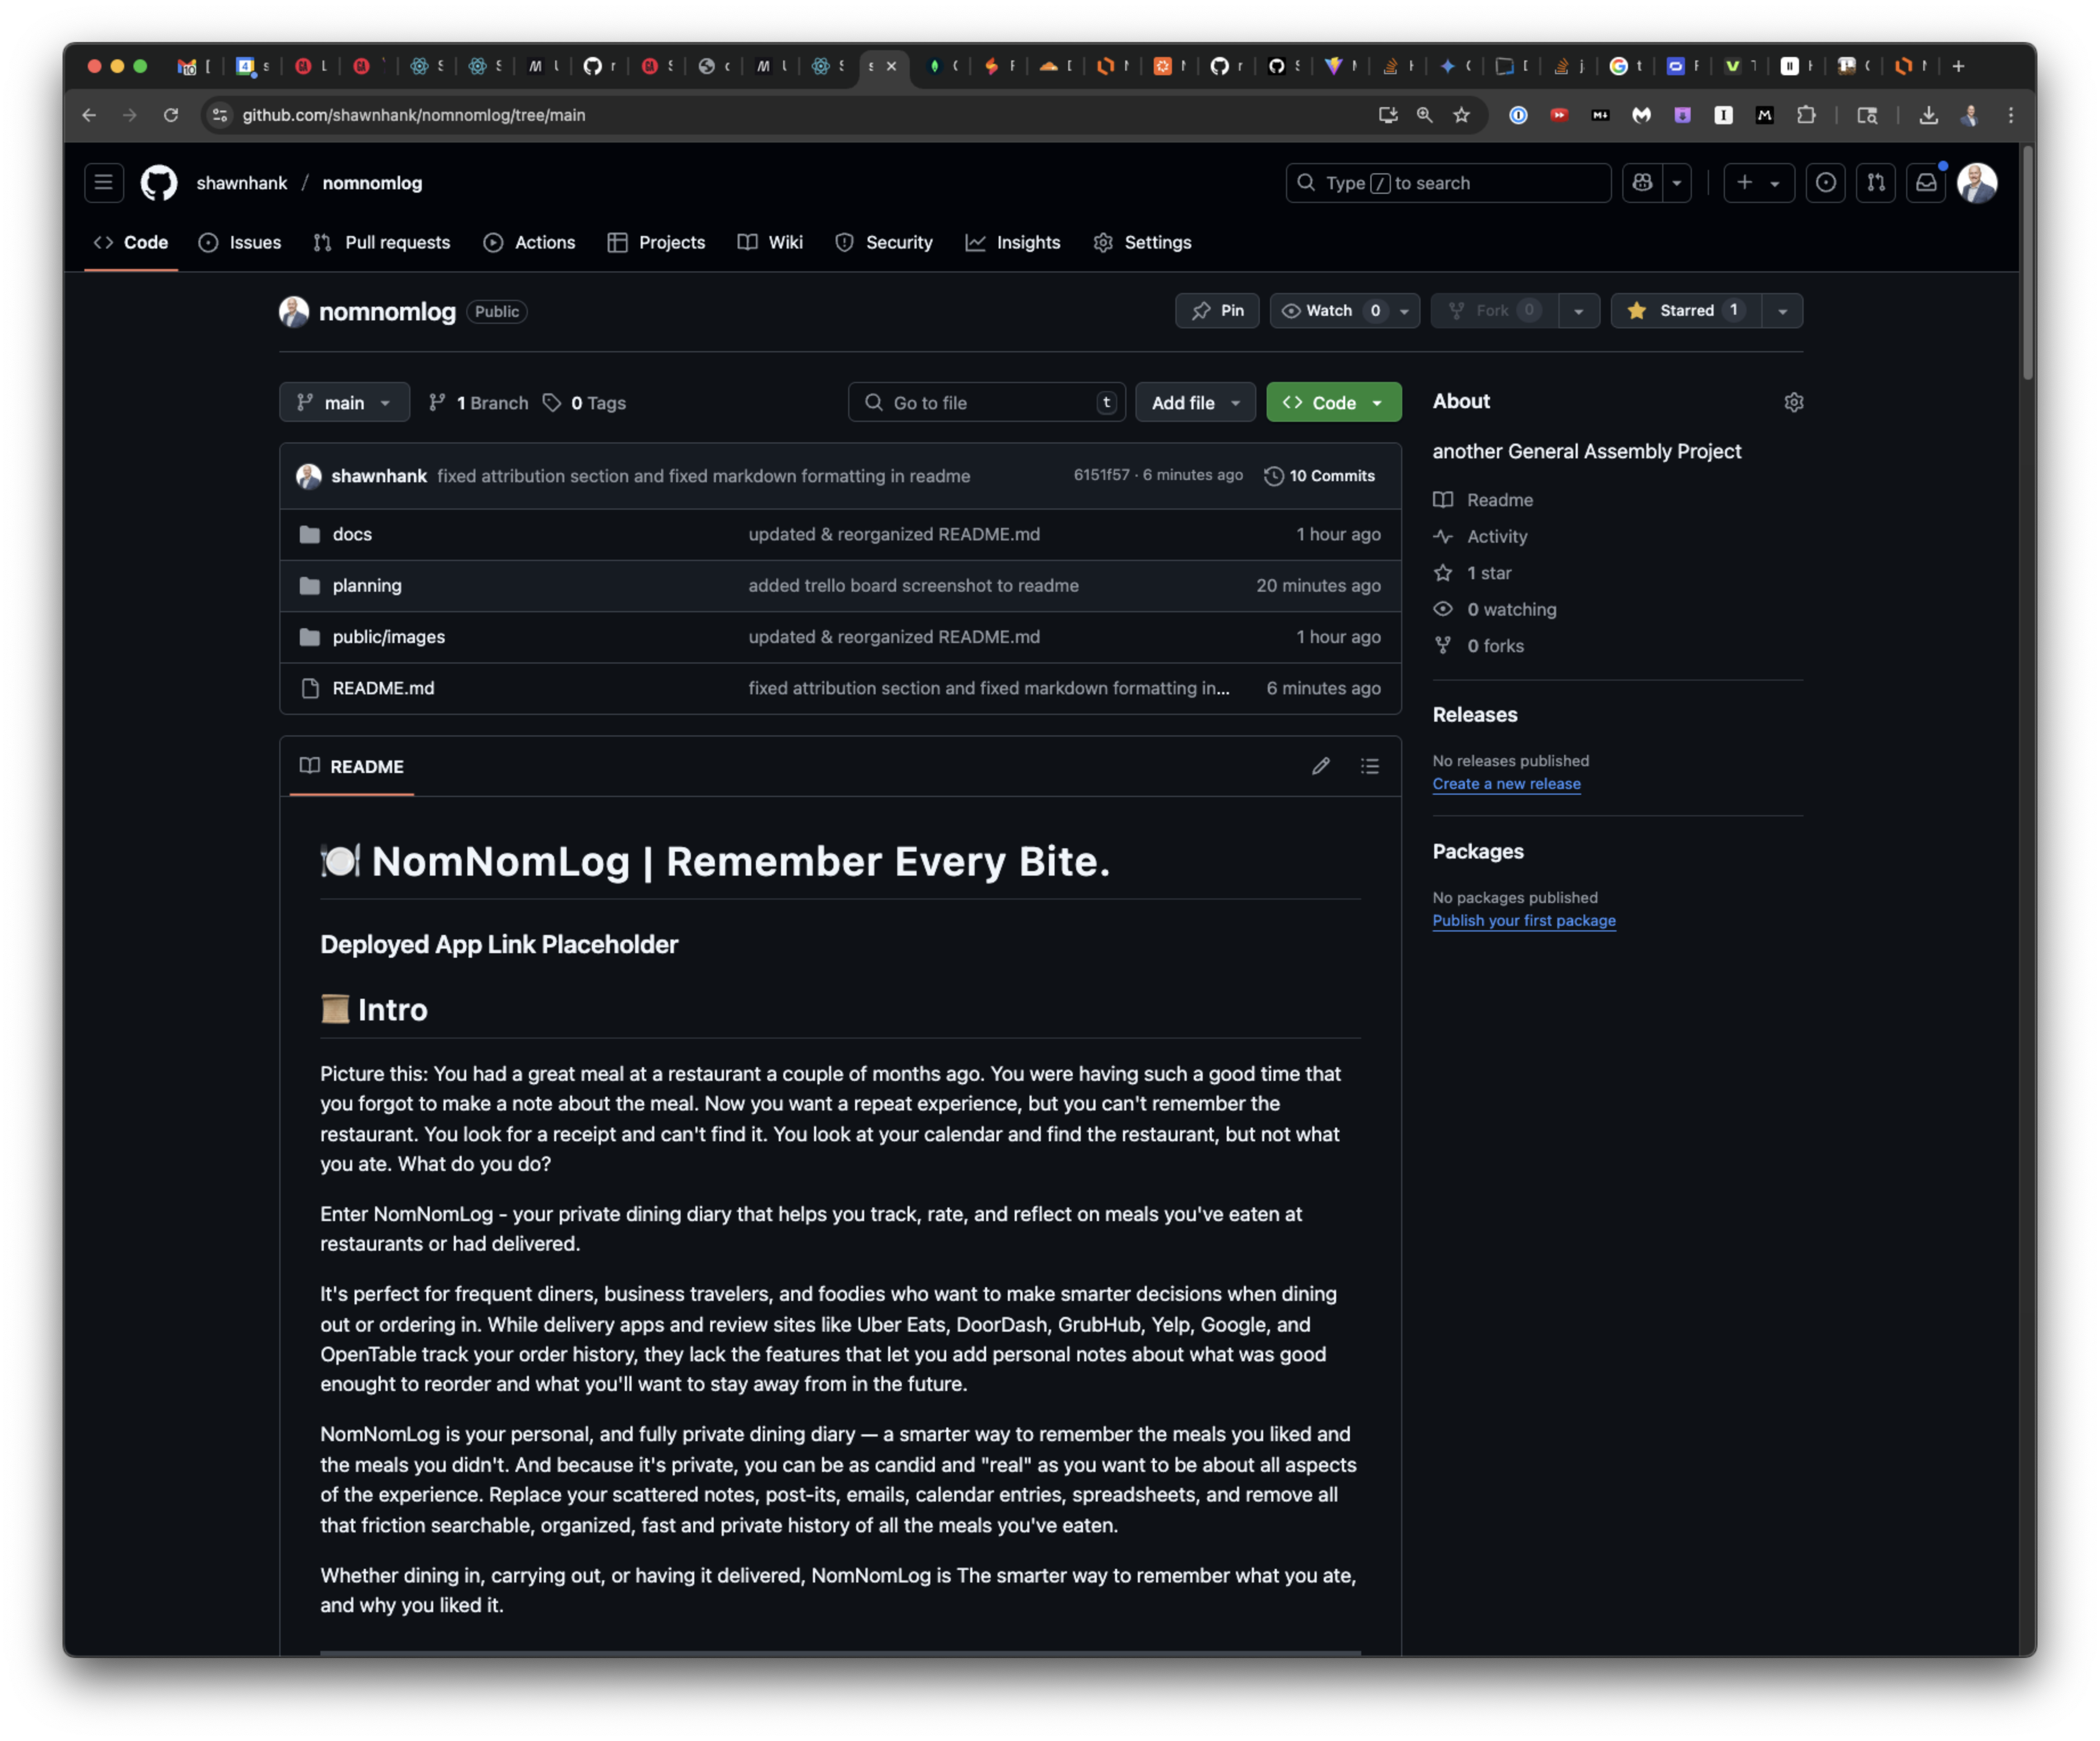 github.com/shawnhank/nomnomlog/tree/main
shawnhank / nomnomlog
Type / to search
Code
Issues
Pull requests
Actions
Projects
Wiki
Security
Insights
Settings
nomnomlog Public
Pin
Watch 0
Fork 0
Starred 1
main
1 Branch
0 Tags
Go to file t
Add file
Code
shawnhank fixed attribution section and fixed markdown formatting in readme 6151f57 · 6 minutes ago 10 Commits
docs updated & reorganized README.md 1 hour ago
planning added trello board screenshot to readme 20 minutes ago
public/images updated & reorganized README.md 1 hour ago
README.md fixed attribution section and fixed markdown formatting in... 6 minutes ago
README
🍽️ NomNomLog | Remember Every Bite.
Deployed App Link Placeholder
📜 Intro
Picture this: You had a great meal at a restaurant a couple of months ago. You were having such a good time that
you forgot to make a note about the meal. Now you want a repeat experience, but you can't remember the
restaurant. You look for a receipt and can't find it. You look at your calendar and find the restaurant, but not what
you ate. What do you do?
Enter NomNomLog - your private dining diary that helps you track, rate, and reflect on meals you've eaten at
restaurants or had delivered.
It's perfect for frequent diners, business travelers, and foodies who want to make smarter decisions when dining
out or ordering in. While delivery apps and review sites like Uber Eats, DoorDash, GrubHub, Yelp, Google, and
OpenTable track your order history, they lack the features that let you add personal notes about what was good
enought to reorder and what you'll want to stay away from in the future.
NomNomLog is your personal, and fully private dining diary — a smarter way to remember the meals you liked and
the meals you didn't. And because it's private, you can be as candid and "real" as you want to be about all aspects
of the experience. Replace your scattered notes, post-its, emails, calendar entries, spreadsheets, and remove all
that friction searchable, organized, fast and private history of all the meals you've eaten.
Whether dining in, carrying out, or having it delivered, NomNomLog is The smarter way to remember what you ate,
and why you liked it.
About
another General Assembly Project
Readme
Activity
1 star
0 watching
0 forks
Releases
No releases published
Create a new release
Packages
No packages published
Publish your first package